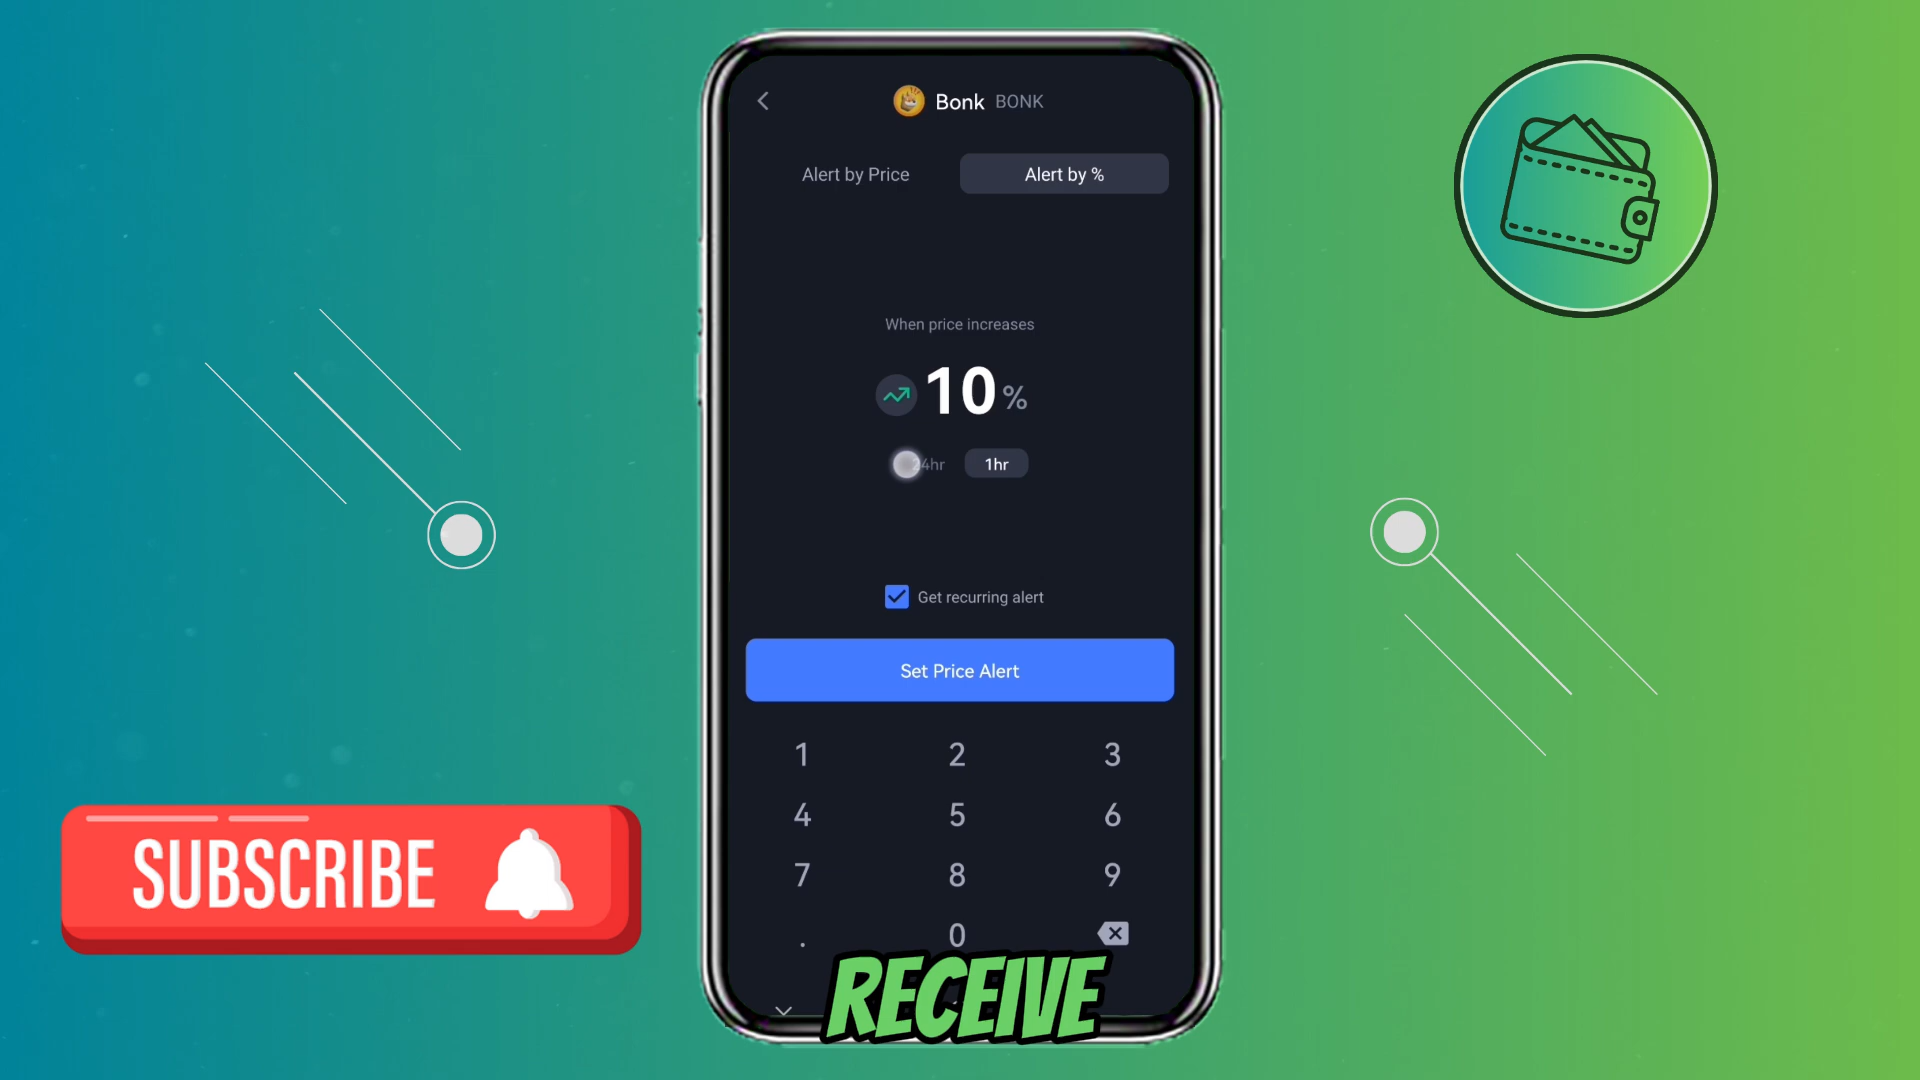 Bonk BONK
Alert by Price Alert by %
When price increases
10 %
24hr 1hr
Get recurring alert
Set Price Alert
1 2 3
4 5 6
7 8 9
. 0
SUBSCRIBE
RECEIVE